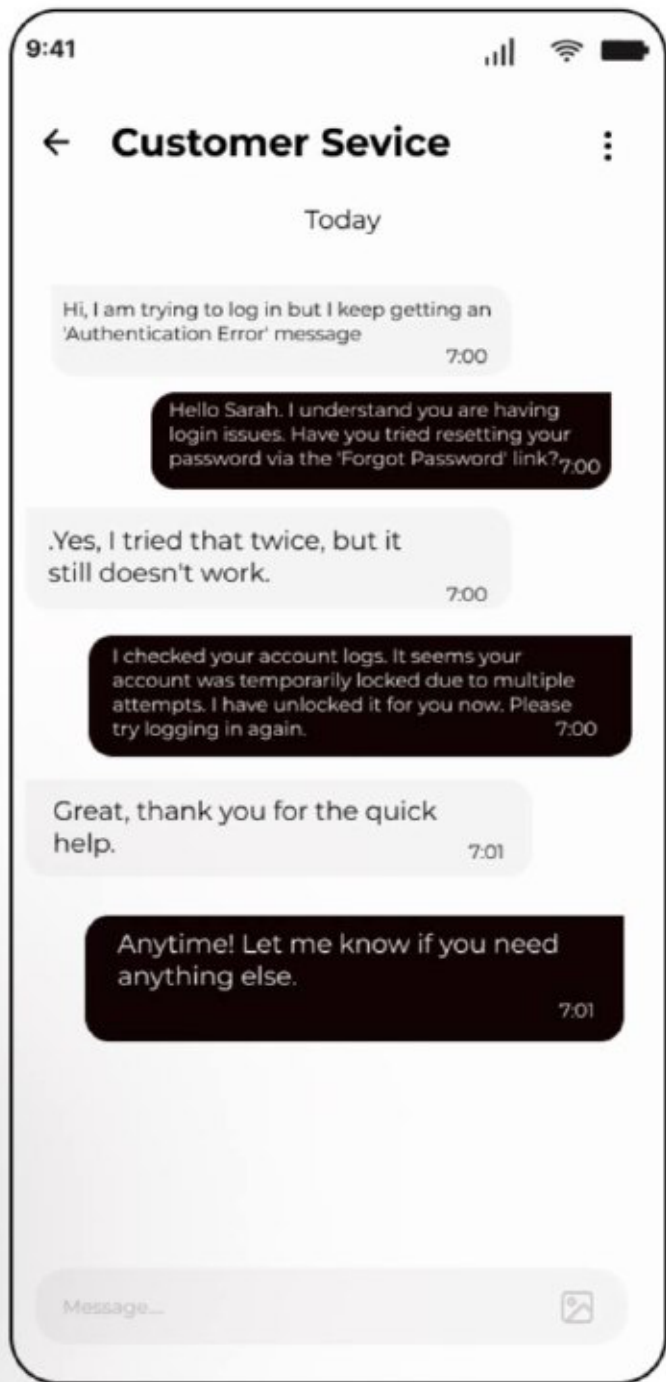 9:41
Customer Sevice
Today
Hi, I am trying to log in but I keep getting an
'Authentication Error' message
7:00
Hello Sarah. I understand you are having
login issues. Have you tried resetting your
password via the 'Forgot Password' link?
7:00
.Yes, I tried that twice, but it
still doesn't work.
7:00
I checked your account logs. It seems your
account was temporarily locked due to multiple
attempts. I have unlocked it for you now. Please
try logging in again.
7:00
Great, thank you for the quick
help.
7:01
Anytime! Let me know if you need
anything else.
7:01
Message...